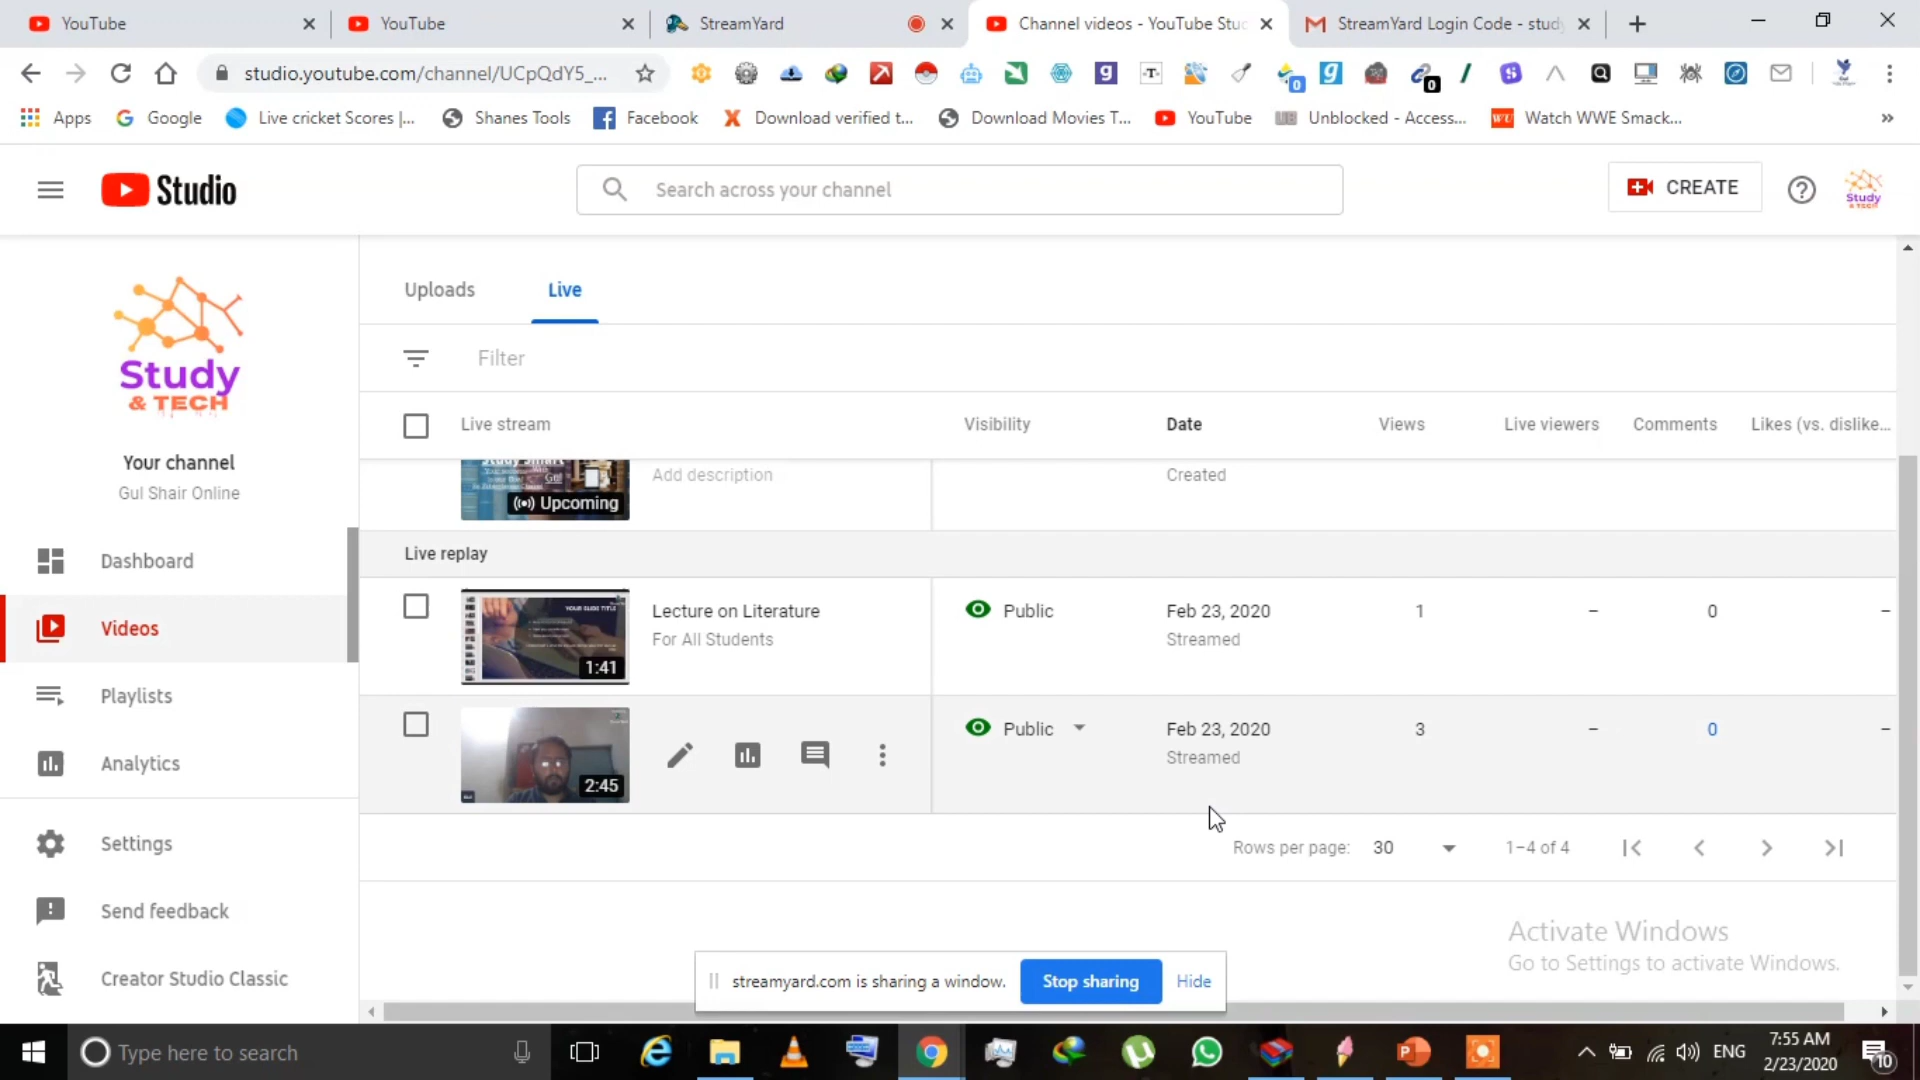 YouTube
YouTube
StreamYard
Channel videos - YouTube Stud
StreamYard Login Code - study
studio.youtube.com/channel/UCpQdY5_...
Apps
Google
Live cricket Scores |...
Shanes Tools
Facebook
Download verified t...
Download Movies T...
YouTube
Unblocked - Access...
Watch WWE Smack...
Studio
Search across your channel
CREATE
Study
& TECH
Uploads
Live
Filter
Live stream
Visibility
Date
Views
Live viewers
Comments
Likes (vs. dislike...
Study
& TECH
Your channel
Gul Shair Online
Dashboard
Videos
Playlists
Analytics
Settings
Send feedback
Creator Studio Classic
Upcoming
Add description
Created
Live replay
YOUR SLIDE TITLE
1:41
Lecture on Literature
For All Students
Public
Feb 23, 2020
Streamed
1
–
0
–
2:45
Public
Feb 23, 2020
Streamed
3
–
0
–
Rows per page:
30
1–4 of 4
Activate Windows
Go to Settings to activate Windows.
streamyard.com is sharing a window.
Stop sharing
Hide
Type here to search
ENG
7:55 AM
2/23/2020
10